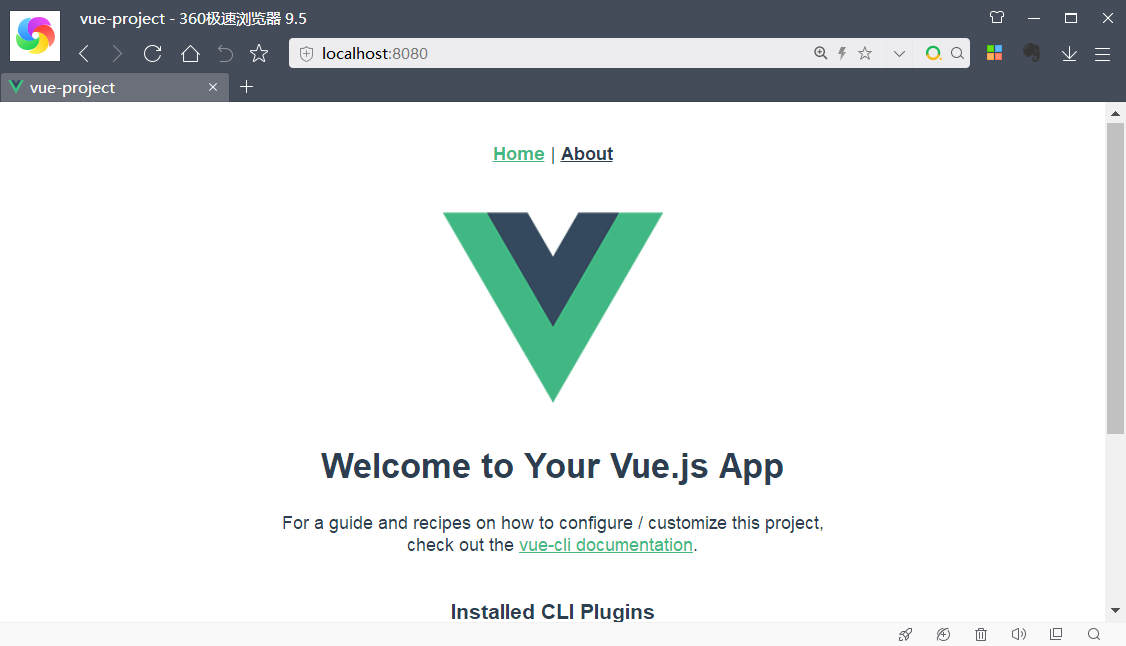 vue-project - 360极速浏览器 9.5
localhost:8080
vue-project
Home | About
Welcome to Your Vue.js App
For a guide and recipes on how to configure / customize this project,
check out the vue-cli documentation.
Installed CLI Plugins